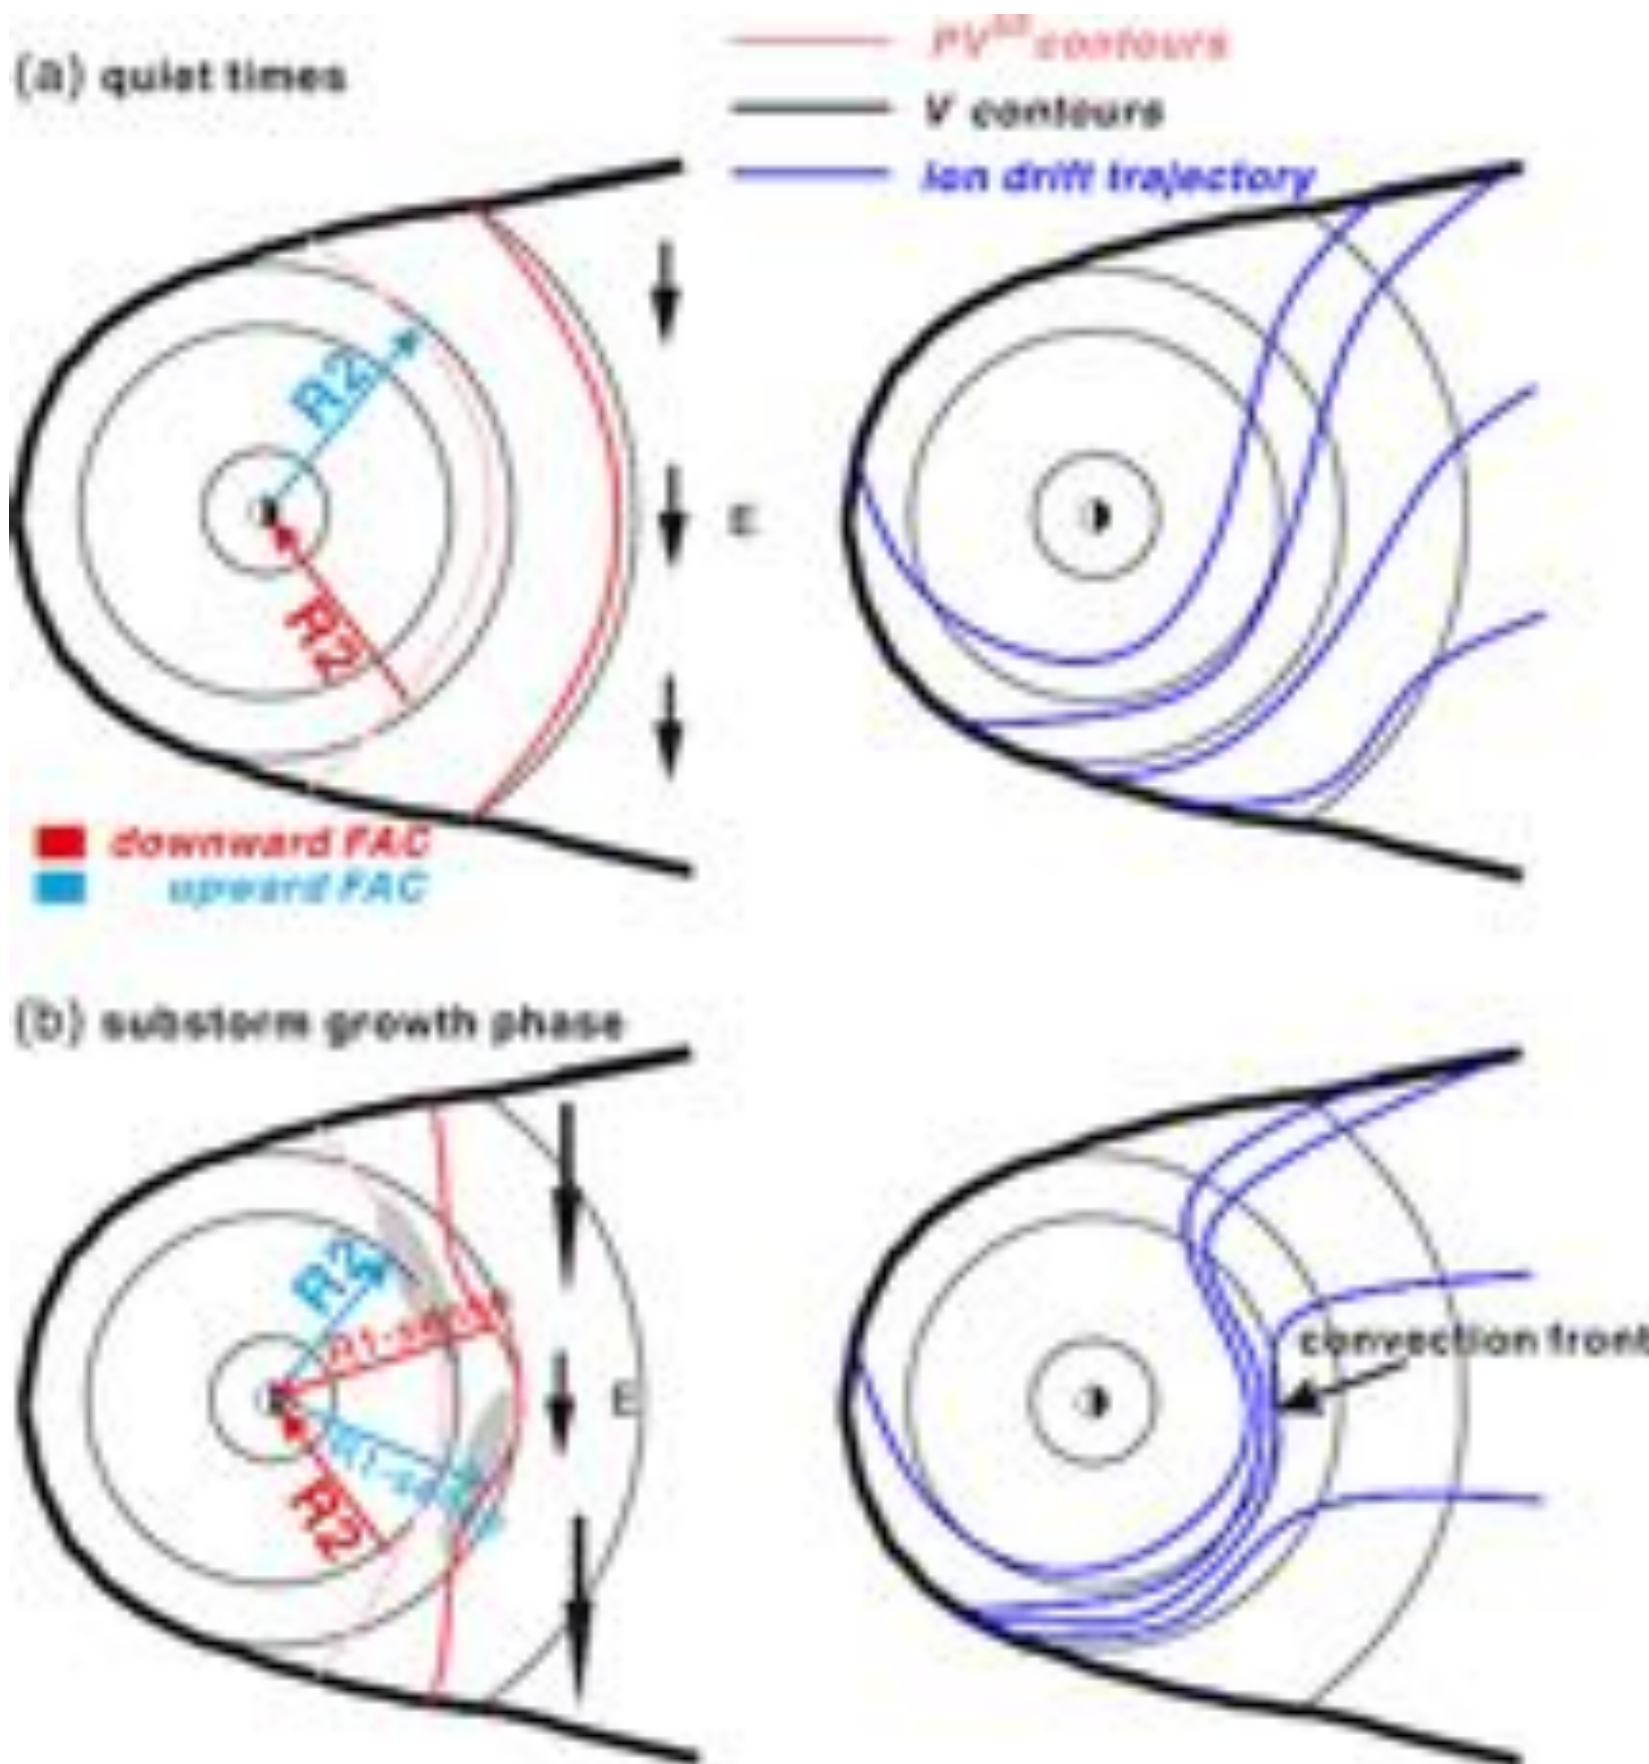 (a) quiet times
contours
V contours
Ion drift trajectory
R2
R2
E
downward FAC
upward FAC
(b) substorm growth phase
R2
R2
E
convection front